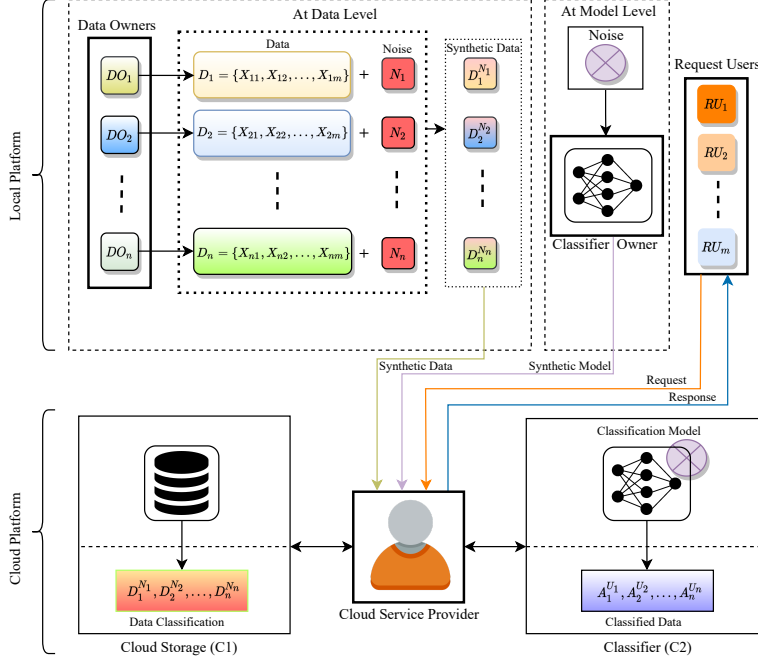 At Data Level
At Model Level
Data Owners
Data
Noise
Synthetic Data
Noise
Request Users
DO₁
D₁ = {X₁₁, X₁₂, . . . , X₁ₘ}
+
N₁
D₁^{N₁}
RU₁
DO₂
D₂ = {X₂₁, X₂₂, . . . , X₂ₘ}
+
N₂
D₂^{N₂}
RU₂
DOₙ
Dₙ = {Xₙ₁, Xₙ₂, . . . , Xₙₘ}
+
Nₙ
Dₙ^{Nₙ}
Classifier Owner
RUₘ
Local Platform
Synthetic Data
Synthetic Model
Request
Response
Cloud Platform
Classification Model
D₁^{N₁}, D₂^{N₂}, . . . , Dₙ^{Nₙ}
Data Classification
Cloud Storage (C1)
Cloud Service Provider
A₁^{U₁}, A₂^{U₂}, . . . , Aₙ^{Uₙ}
Classified Data
Classifier (C2)